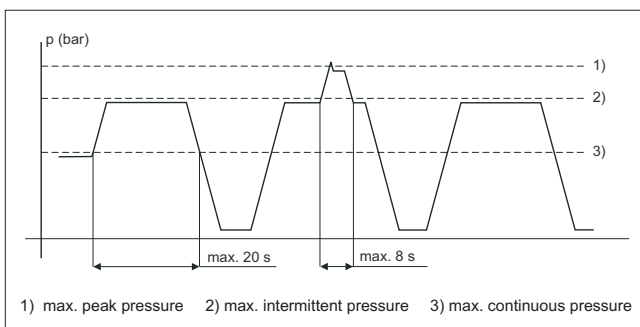 p (bar)
1)
2)
3)
max. 20 s
max. 8 s
1) max. peak pressure 2) max. intermittent pressure 3) max. continuous pressure